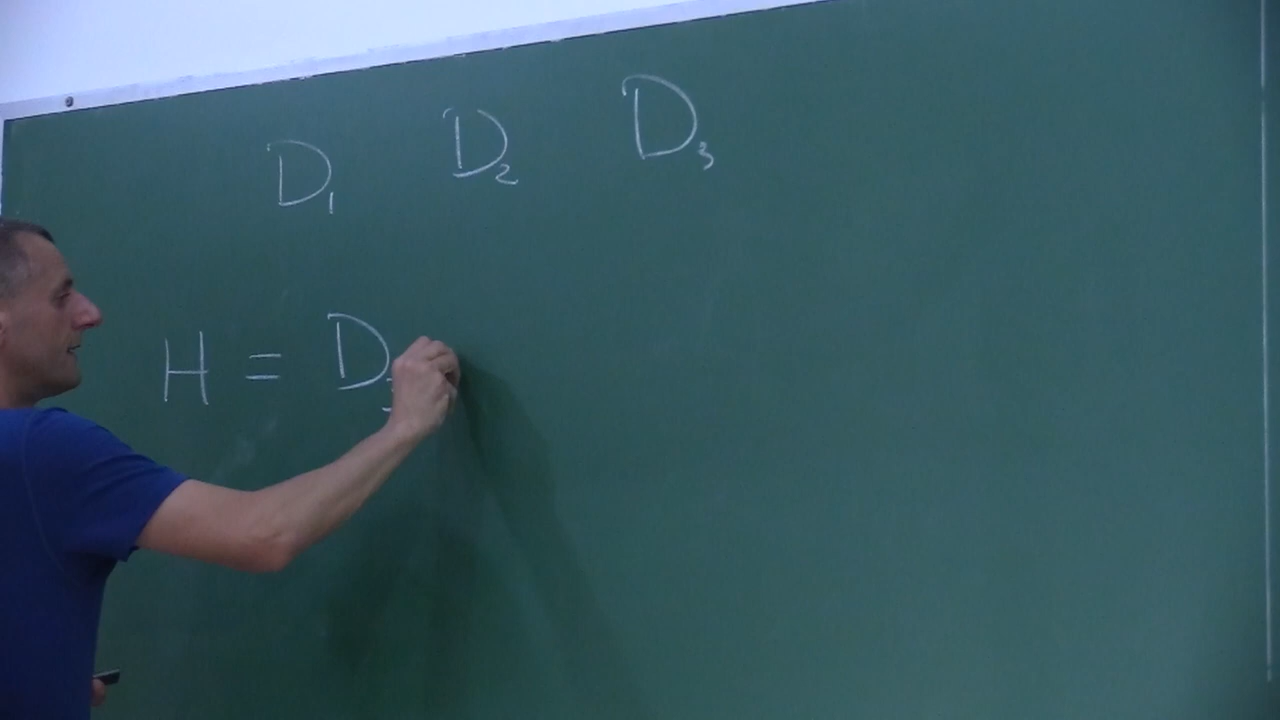 D₁ D₂ D₃
H = D